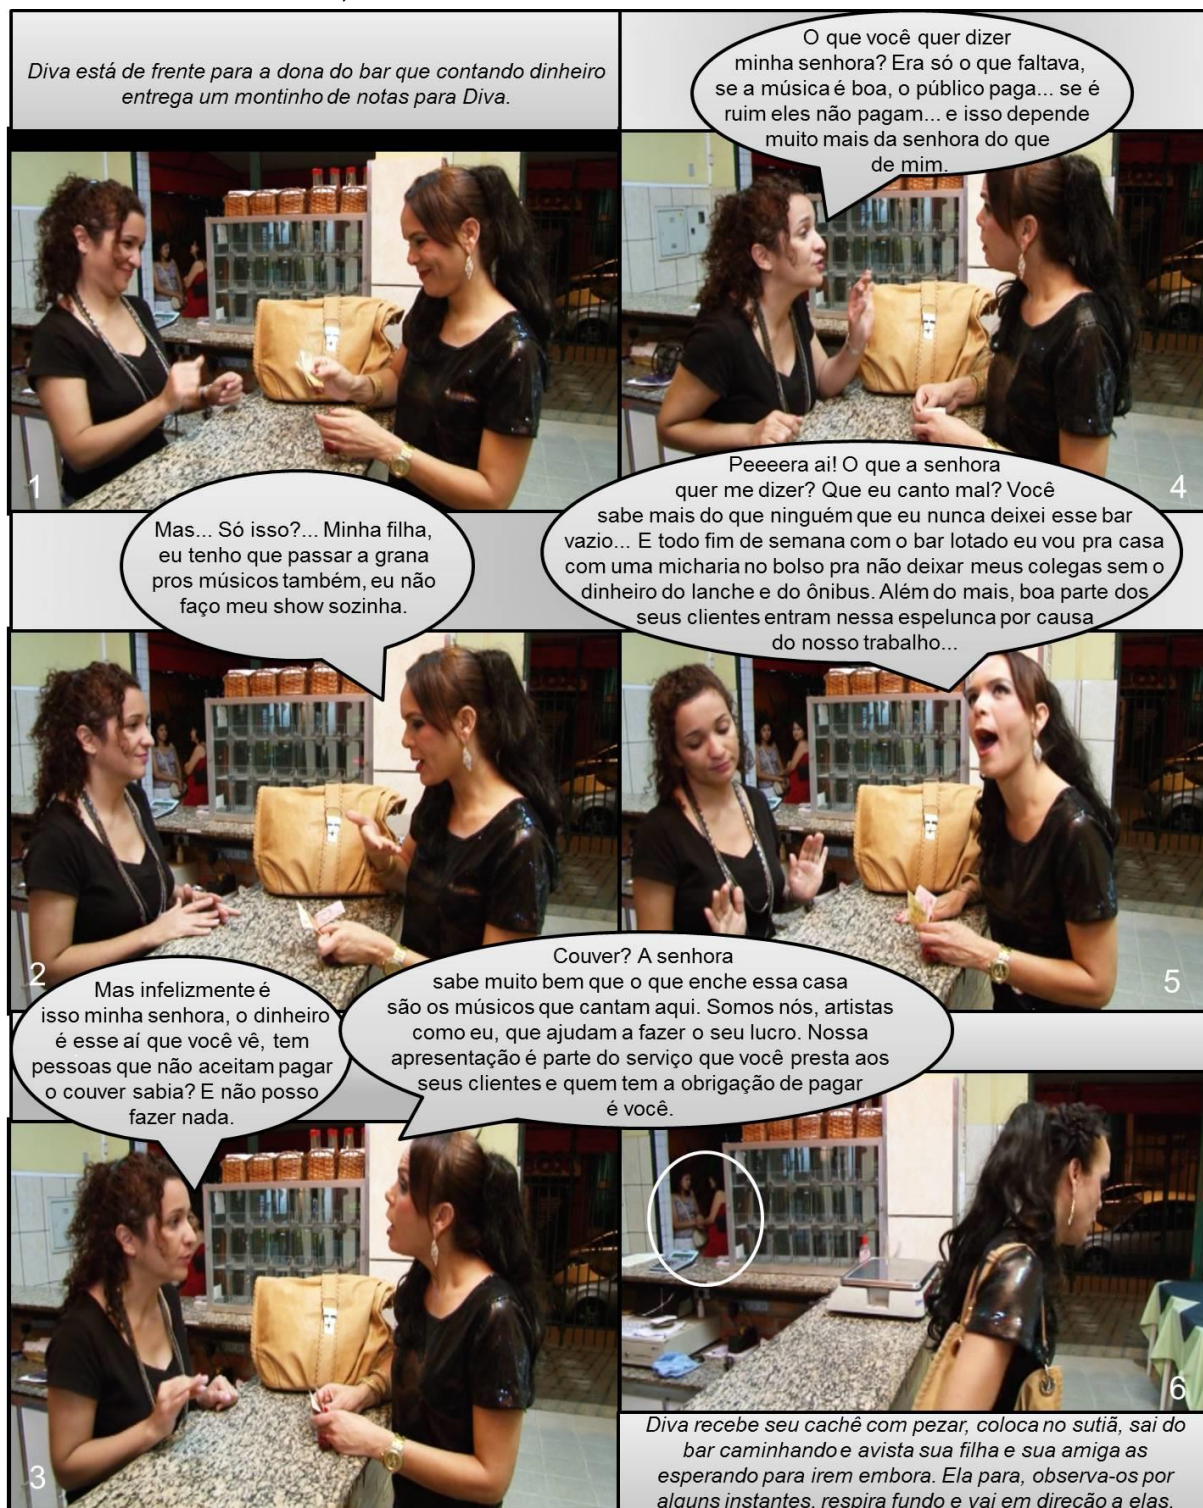 Diva está de frente para a dona do bar que contando dinheiro
entrega um montinho de notas para Diva.
1
Mas... Só isso?... Minha filha,
eu tenho que passar a grana
pros músicos também, eu não
faço meu show sozinha.
2
Mas infelizmente é
isso minha senhora, o dinheiro
é esse aí que você vê, tem
pessoas que não aceitam pagar
o couver sabia? E não posso
fazer nada.
Couver? A senhora
sabe muito bem que o que enche essa casa
são os músicos que cantam aqui. Somos nós, artistas
como eu, que ajudam a fazer o seu lucro. Nossa
apresentação é parte do serviço que você presta aos
seus clientes e quem tem a obrigação de pagar
é você.
3
O que você quer dizer
minha senhora? Era só o que faltava,
se a música é boa, o público paga... se é
ruim eles não pagam... e isso depende
muito mais da senhora do que
de mim.
4
Peeeera ai! O que a senhora
quer me dizer? Que eu canto mal? Você
sabe mais do que ninguém que eu nunca deixei esse bar
vazio... E todo fim de semana com o bar lotado eu vou pra casa
com uma micharia no bolso pra não deixar meus colegas sem o
dinheiro do lanche e do ônibus. Além do mais, boa parte dos
seus clientes entram nessa espelunca por causa
do nosso trabalho...
5
6
Diva recebe seu cachê com pezar, coloca no sutiã, sai do
bar caminhando e avista sua filha e sua amiga as
esperando para irem embora. Ela para, observa-os por
alguns instantes, respira fundo e vai em direção a elas.